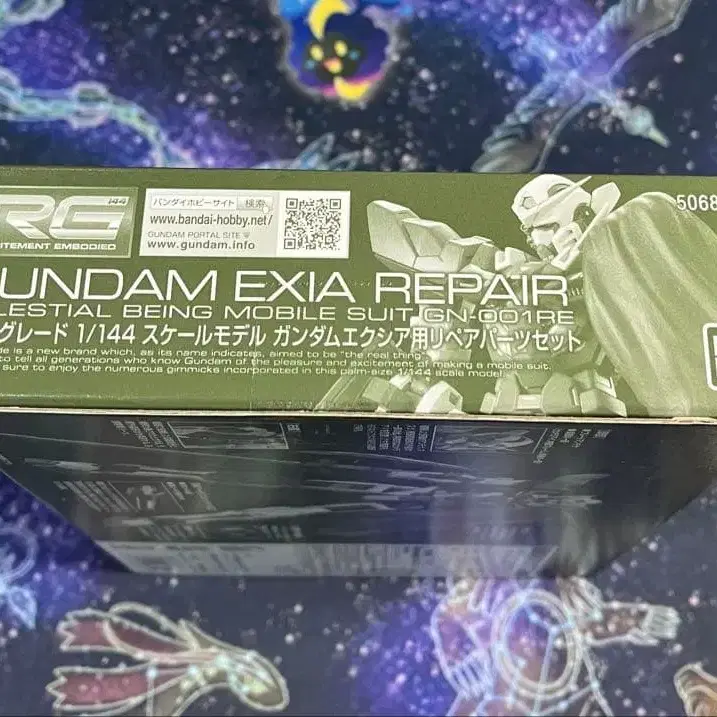 RG 1/144
CITEMENT EMBODIED
バンダイホビーサイト 検索
www.bandai-hobby.net/
GUNDAM PORTAL SITE
www.gundam.info
5068
UNDAM EXIA REPAIR
LESTIAL BEING MOBILE SUIT GN-001RE
グレード 1/144 スケールモデル ガンダムエクシア用リペアパーツセット
de is a new brand which, as its name indicates, aimed to be "the real thing"
to tell all generations who know Gundam of the pleasure and excitement of making a mobile suit.
sure to enjoy the numerous gimmicks incorporated in this palm-size 1/144 scale model